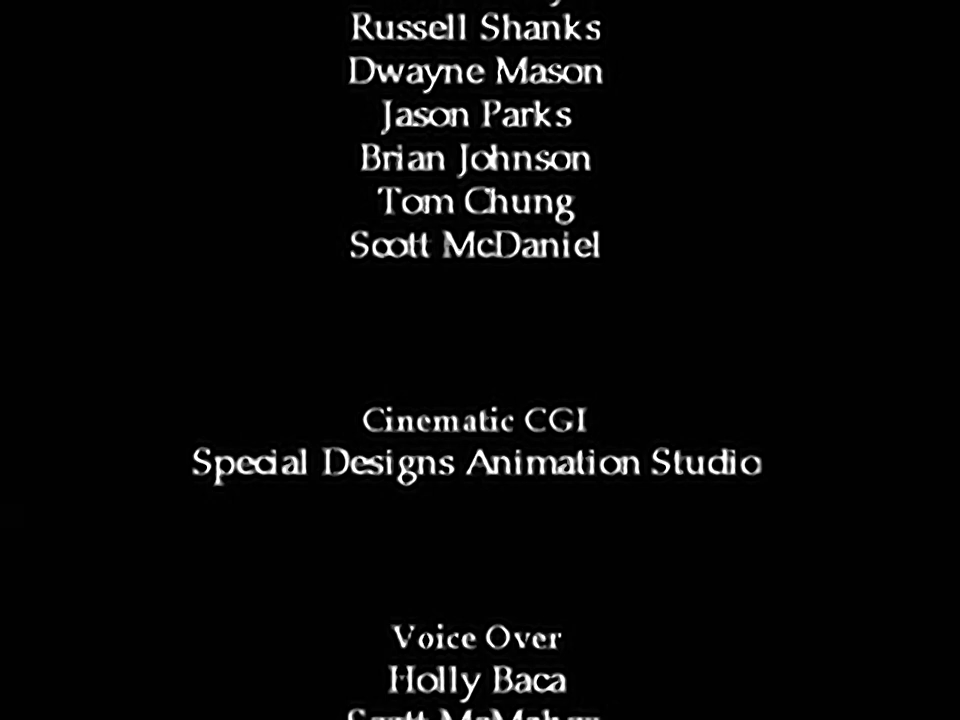 Russell Shanks
Dwayne Mason
Jason Parks
Brian Johnson
Tom Chung
Scott McDaniel
Cinematic CGI
Special Designs Animation Studio
Voice Over
Holly Baca
Scott